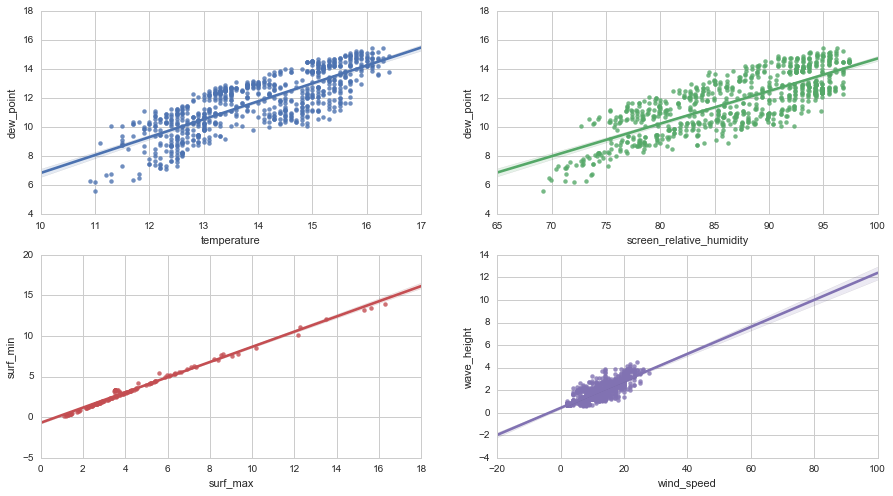 18
16
14
12
10
8
6
4
dew_point
10 11 12 13 14 15 16 17
temperature
18
16
14
12
10
8
6
4
dew_point
65 70 75 80 85 90 95 100
screen_relative_humidity
20
15
10
5
0
−5
surf_min
0 2 4 6 8 10 12 14 16 18
surf_max
14
12
10
8
6
4
2
0
−2
−4
wave_height
−20 0 20 40 60 80 100
wind_speed